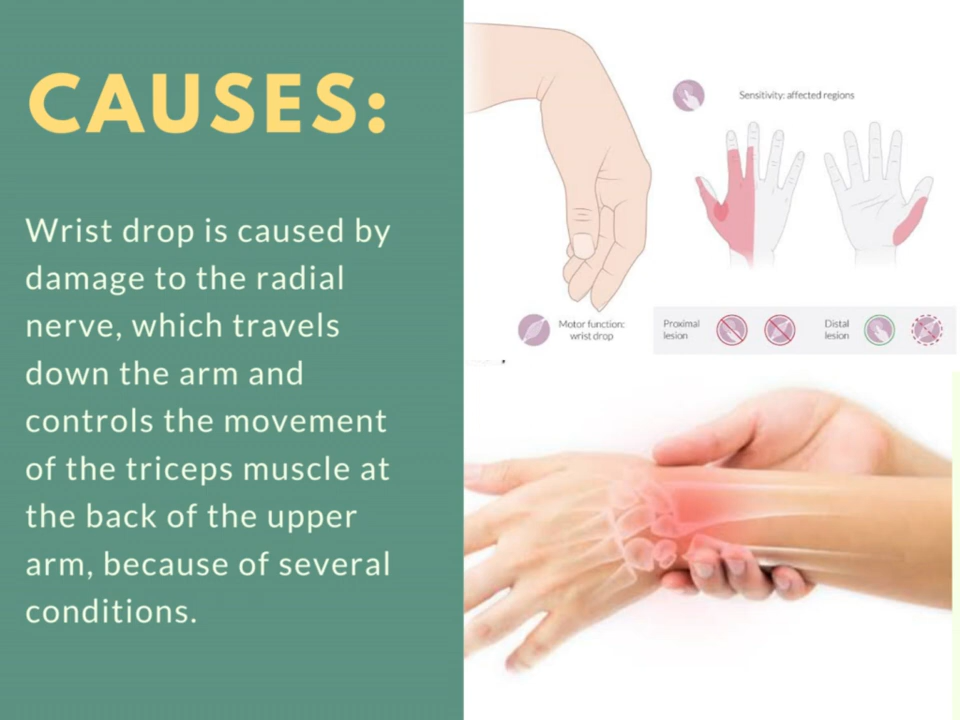 CAUSES:
Wrist drop is caused by
damage to the radial
nerve, which travels
down the arm and
controls the movement
of the triceps muscle at
the back of the upper
arm, because of several
conditions.
Sensitivity: affected regions
Motor function:
wrist drop
Proximal
lesion
Distal
lesion